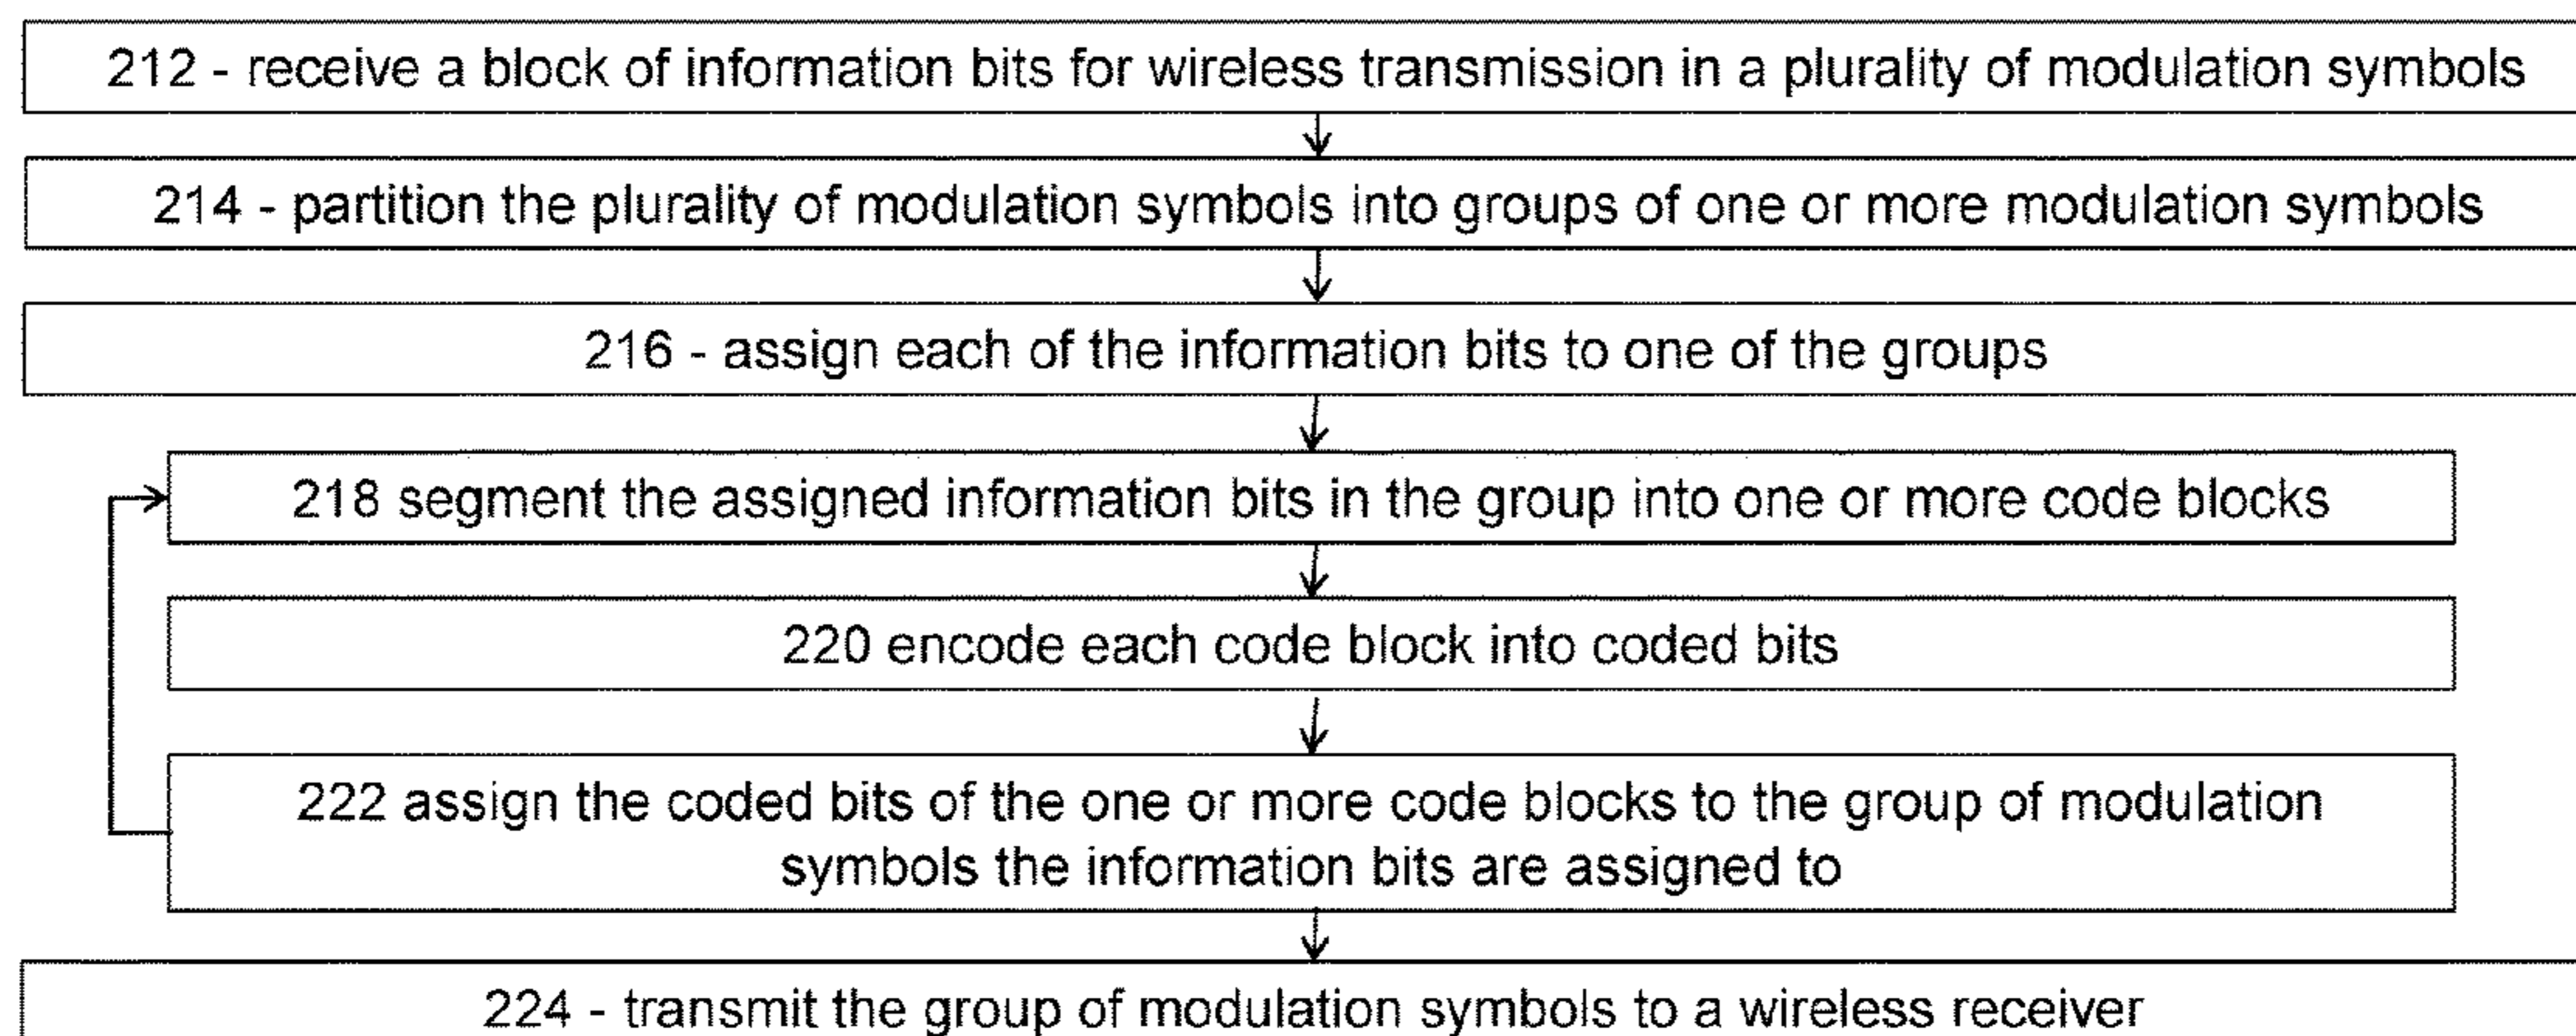 212 - receive a block of information bits for wireless transmission in a plurality of modulation symbols
214 - partition the plurality of modulation symbols into groups of one or more modulation symbols
216 - assign each of the information bits to one of the groups
218 segment the assigned information bits in the group into one or more code blocks
220 encode each code block into coded bits
222 assign the coded bits of the one or more code blocks to the group of modulation
symbols the information bits are assigned to
224 - transmit the group of modulation symbols to a wireless receiver